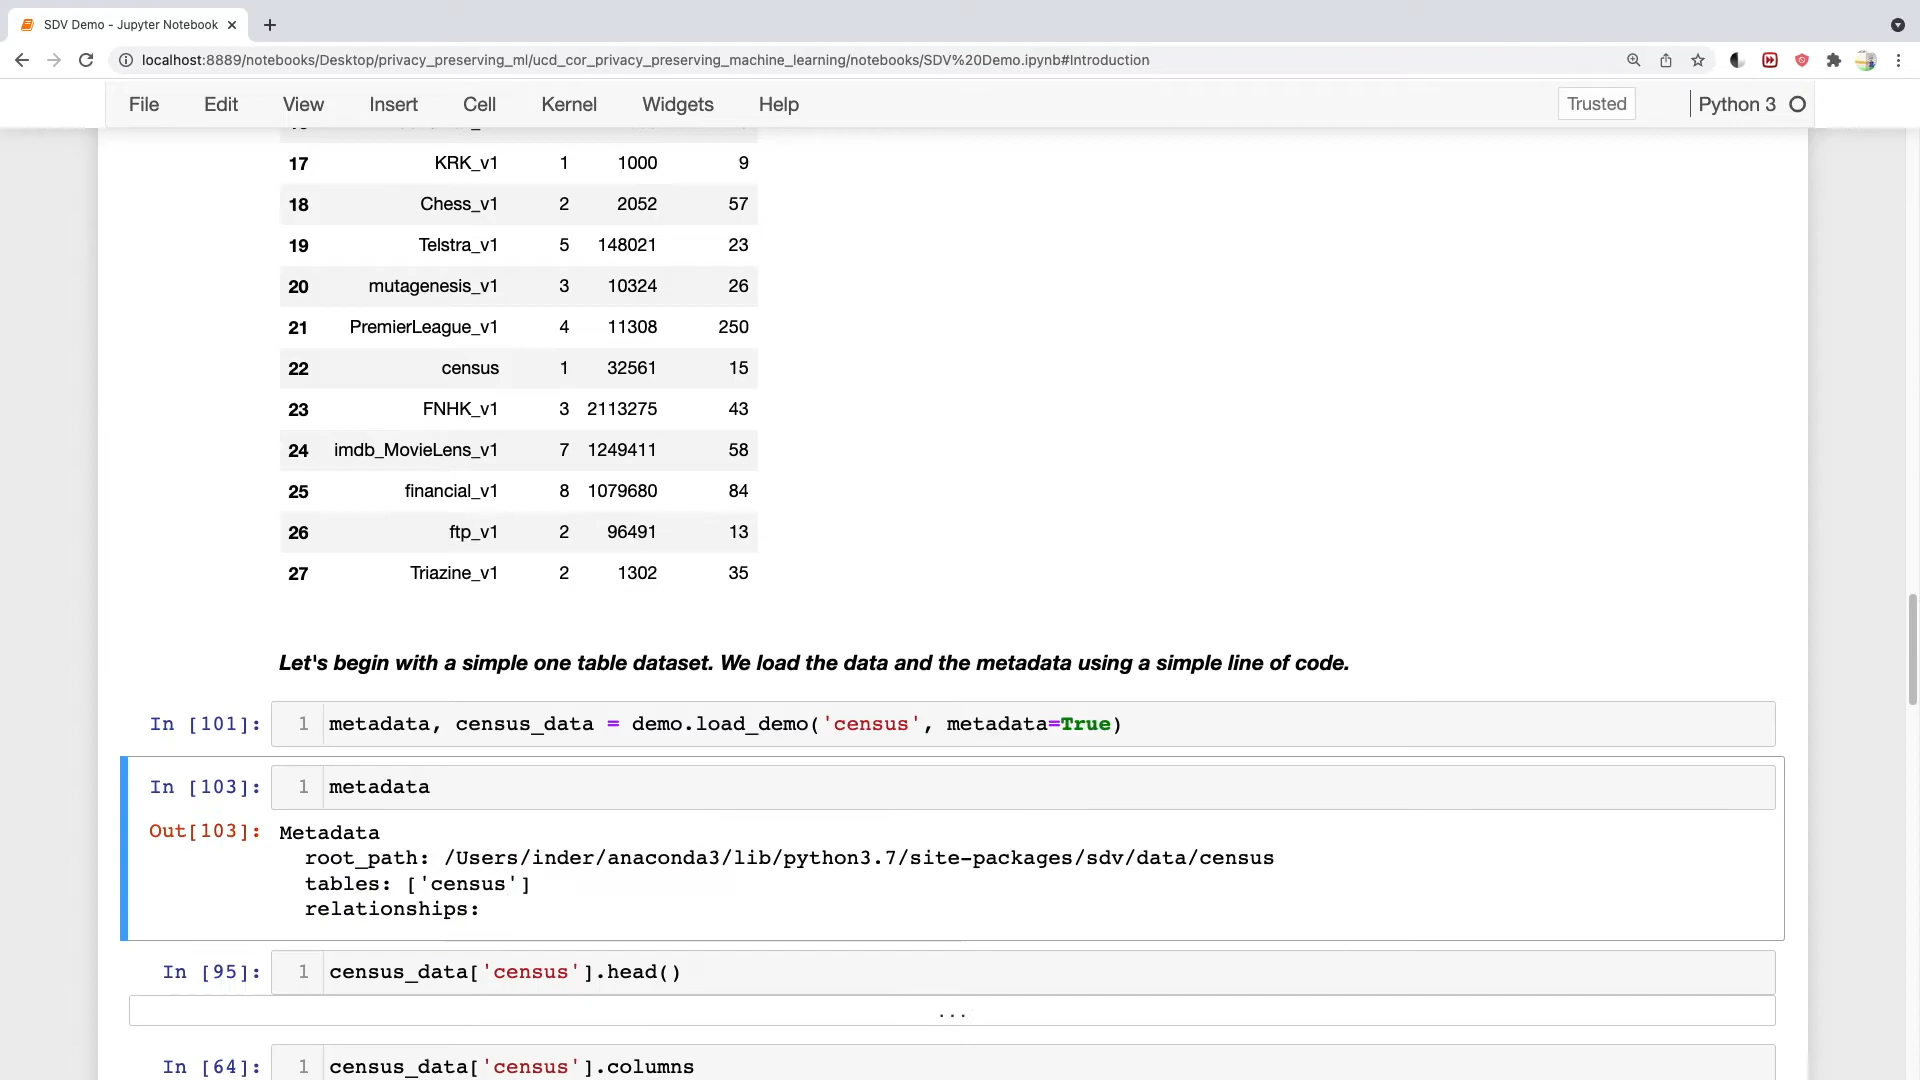 SDV Demo - Jupyter Notebook
localhost:8889/notebooks/Desktop/privacy_preserving_ml/ucd_cor_privacy_preserving_machine_learning/notebooks/SDV%20Demo.ipynb#Introduction
File Edit View Insert Cell Kernel Widgets Help Trusted Python 3
17 KRK_v1 1 1000 9
18 Chess_v1 2 2052 57
19 Telstra_v1 5 148021 23
20 mutagenesis_v1 3 10324 26
21 PremierLeague_v1 4 11308 250
22 census 1 32561 15
23 FNHK_v1 3 2113275 43
24 imdb_MovieLens_v1 7 1249411 58
25 financial_v1 8 1079680 84
26 ftp_v1 2 96491 13
27 Triazine_v1 2 1302 35
Let's begin with a simple one table dataset. We load the data and the metadata using a simple line of code.
In [101]: 1 metadata, census_data = demo.load_demo('census', metadata=True)
In [103]: 1 metadata
Out[103]: Metadata
root_path: /Users/inder/anaconda3/lib/python3.7/site-packages/sdv/data/census
tables: ['census']
relationships:
In [95]: 1 census_data['census'].head()
...
In [64]: 1 census_data['census'].columns